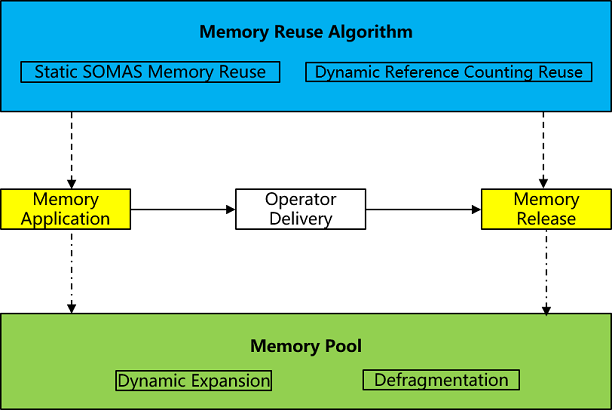 Memory Reuse Algorithm
Static SOMAS Memory Reuse
Dynamic Reference Counting Reuse
Memory
Application
Operator
Delivery
Memory
Release
Memory Pool
Dynamic Expansion
Defragmentation